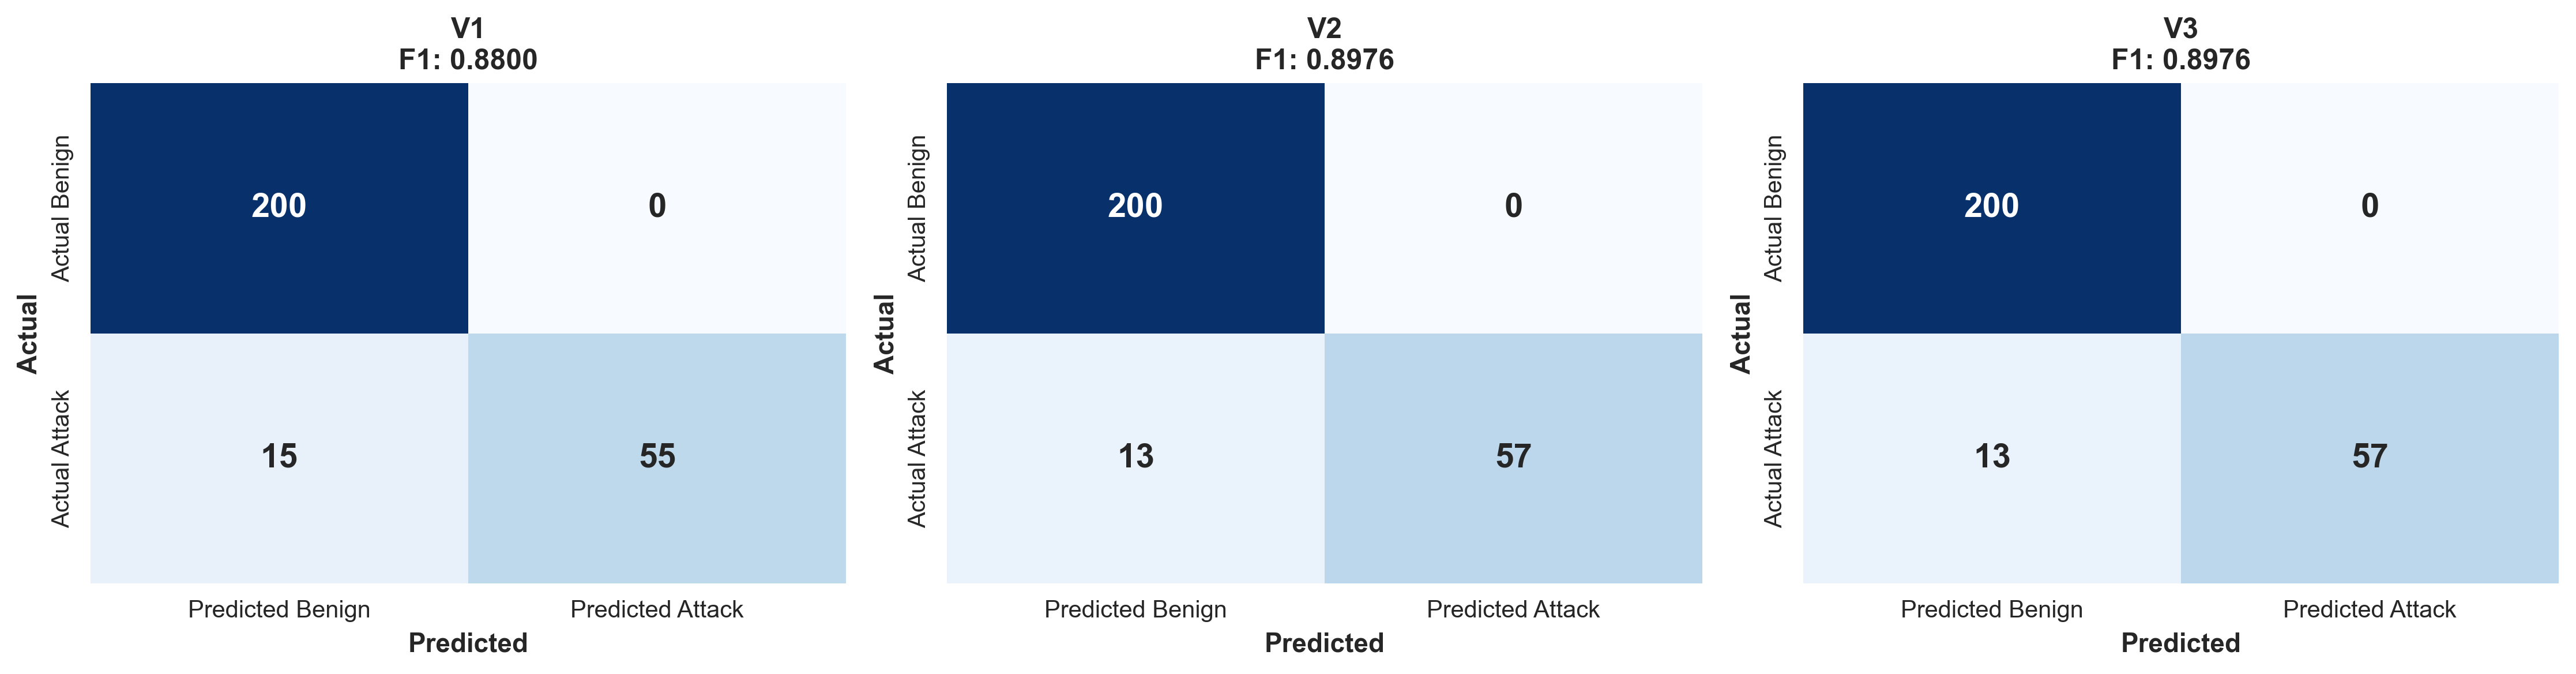 V1
F1: 0.8800
Actual
Actual Benign
Actual Attack
200
0
15
55
Predicted Benign
Predicted Attack
Predicted
V2
F1: 0.8976
Actual
Actual Benign
Actual Attack
200
0
13
57
Predicted Benign
Predicted Attack
Predicted
V3
F1: 0.8976
Actual
Actual Benign
Actual Attack
200
0
13
57
Predicted Benign
Predicted Attack
Predicted